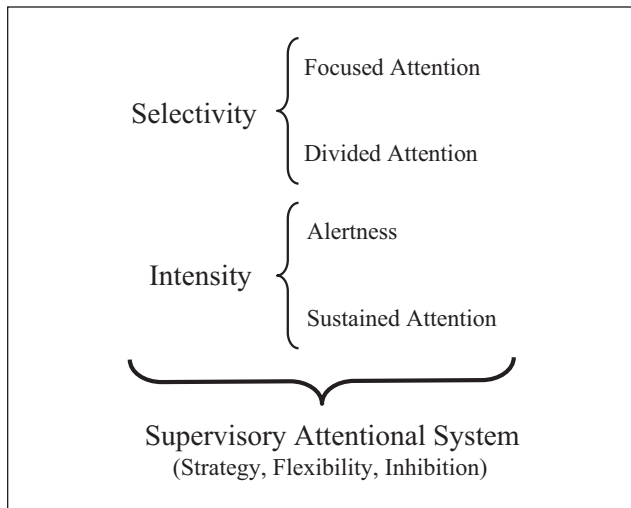 Focused Attention
Selectivity
Divided Attention
Alertness
Intensity
Sustained Attention
Supervisory Attentional System
(Strategy, Flexibility, Inhibition)